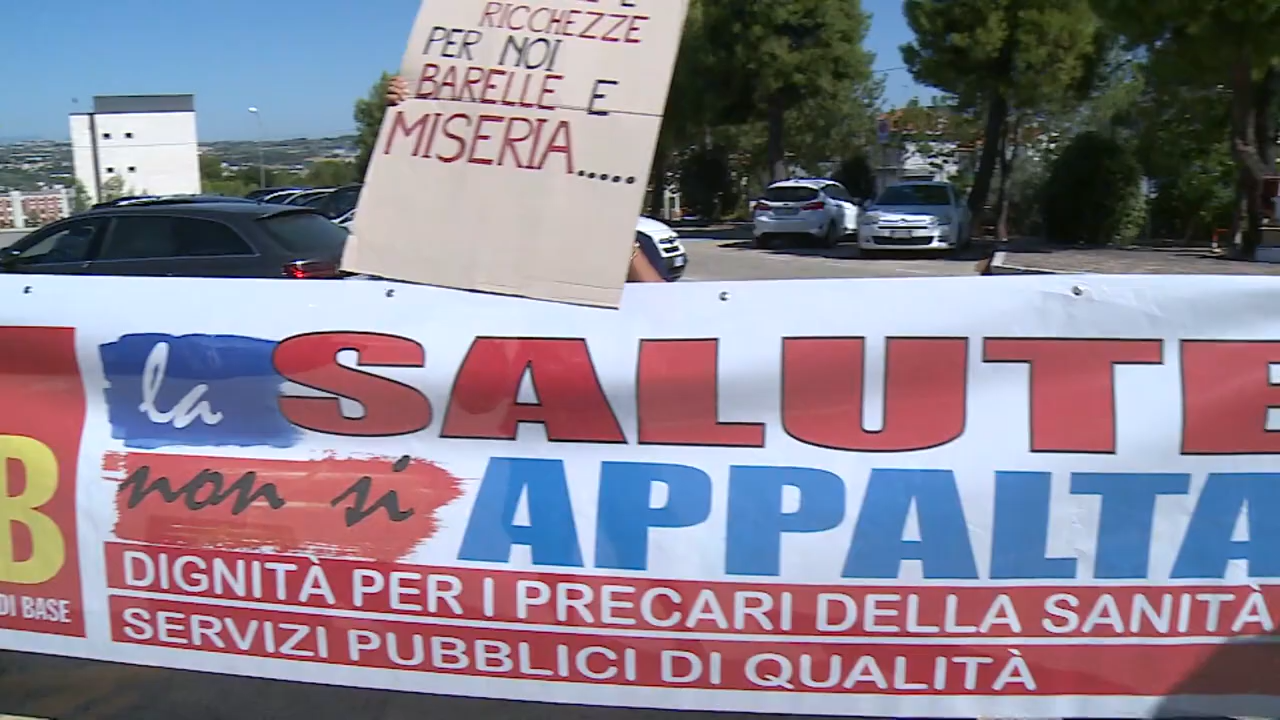 RICCHEZZE
PER NOI
BARELLE E
MISERIA.....
la SALUTE
non si APPALTA
DIGNITÀ PER I PRECARI DELLA SANITÀ
SERVIZI PUBBLICI DI QUALITÀ
B
DI BASE